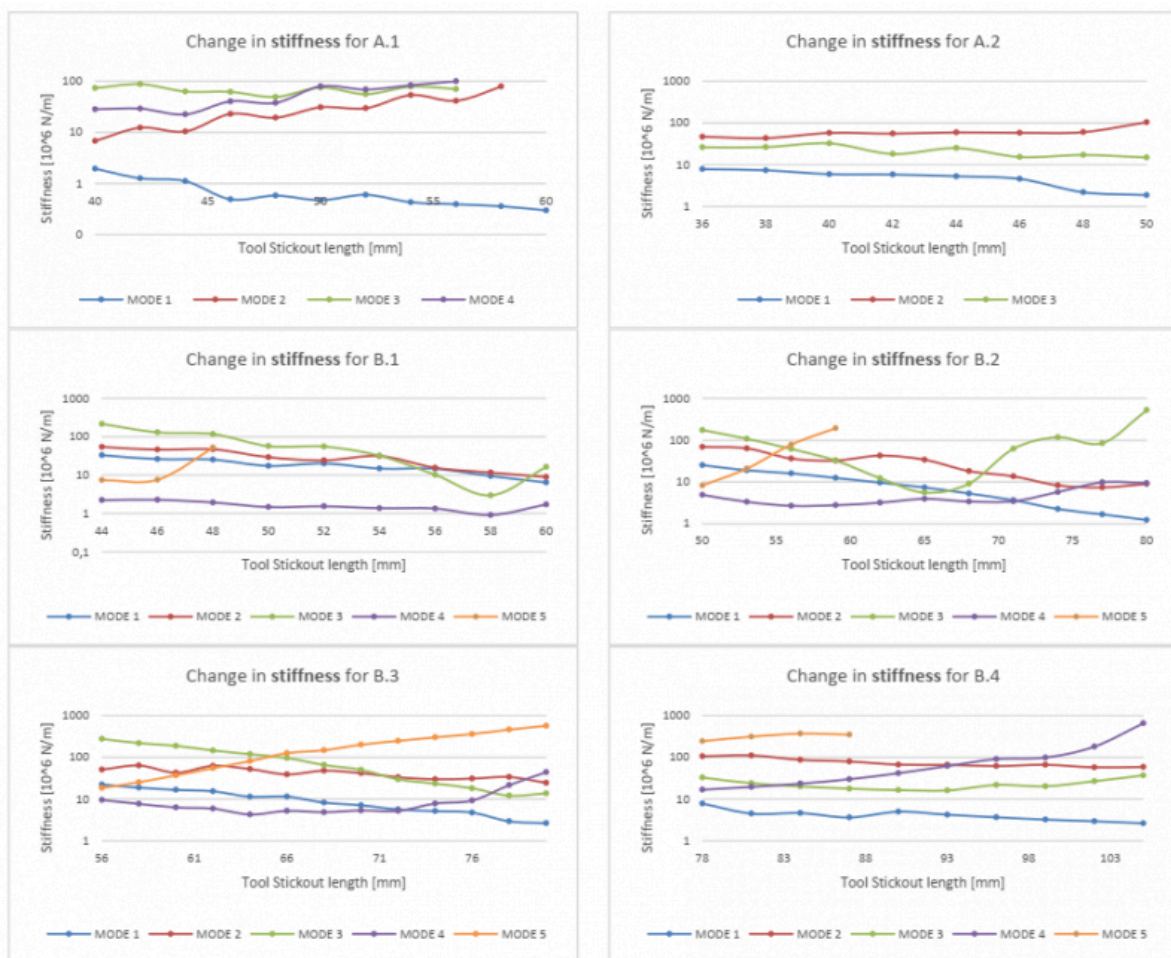 Change in stiffness for A.1
Stiffness [10^6 N/m]
100
10
1
0
40 45 50 55 60
Tool Stickout length [mm]
MODE 1 MODE 2 MODE 3 MODE 4
Change in stiffness for A.2
Stiffness [10^6 N/m]
1000
100
10
1
36 38 40 42 44 46 48 50
Tool Stickout length [mm]
MODE 1 MODE 2 MODE 3
Change in stiffness for B.1
Stiffness [10^6 N/m]
1000
100
10
1
0,1
44 46 48 50 52 54 56 58 60
Tool Stickout length [mm]
MODE 1 MODE 2 MODE 3 MODE 4 MODE 5
Change in stiffness for B.2
Stiffness [10^6 N/m]
1000
100
10
1
50 55 60 65 70 75 80
Tool Stickout length [mm]
MODE 1 MODE 2 MODE 3 MODE 4 MODE 5
Change in stiffness for B.3
Stiffness [10^6 N/m]
1000
100
10
1
56 61 66 71 76
Tool Stickout length [mm]
MODE 1 MODE 2 MODE 3 MODE 4 MODE 5
Change in stiffness for B.4
Stiffness [10^6 N/m]
1000
100
10
1
78 83 88 93 98 103
Tool Stickout length [mm]
MODE 1 MODE 2 MODE 3 MODE 4 MODE 5